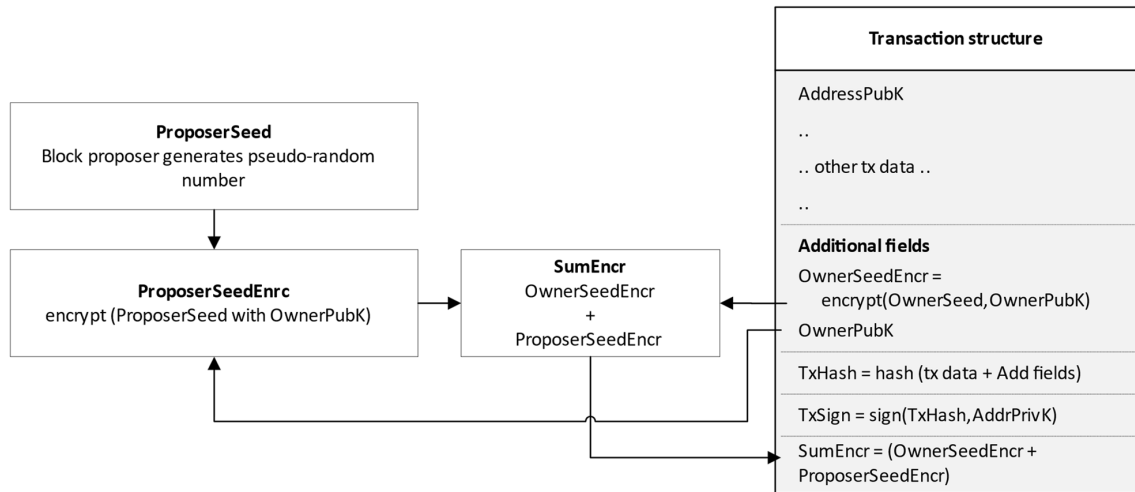 Transaction structure
AddressPubK
..
.. other tx data ..
..
Additional fields
OwnerSeedEncr =
encrypt(OwnerSeed,OwnerPubK)
OwnerPubK
TxHash = hash (tx data + Add fields)
TxSign = sign(TxHash,AddrPrivK)
SumEncr = (OwnerSeedEncr +
ProposerSeedEncr)
ProposerSeed
Block proposer generates pseudo-random
number
ProposerSeedEnrc
encrypt (ProposerSeed with OwnerPubK)
SumEncr
OwnerSeedEncr
+
ProposerSeedEncr